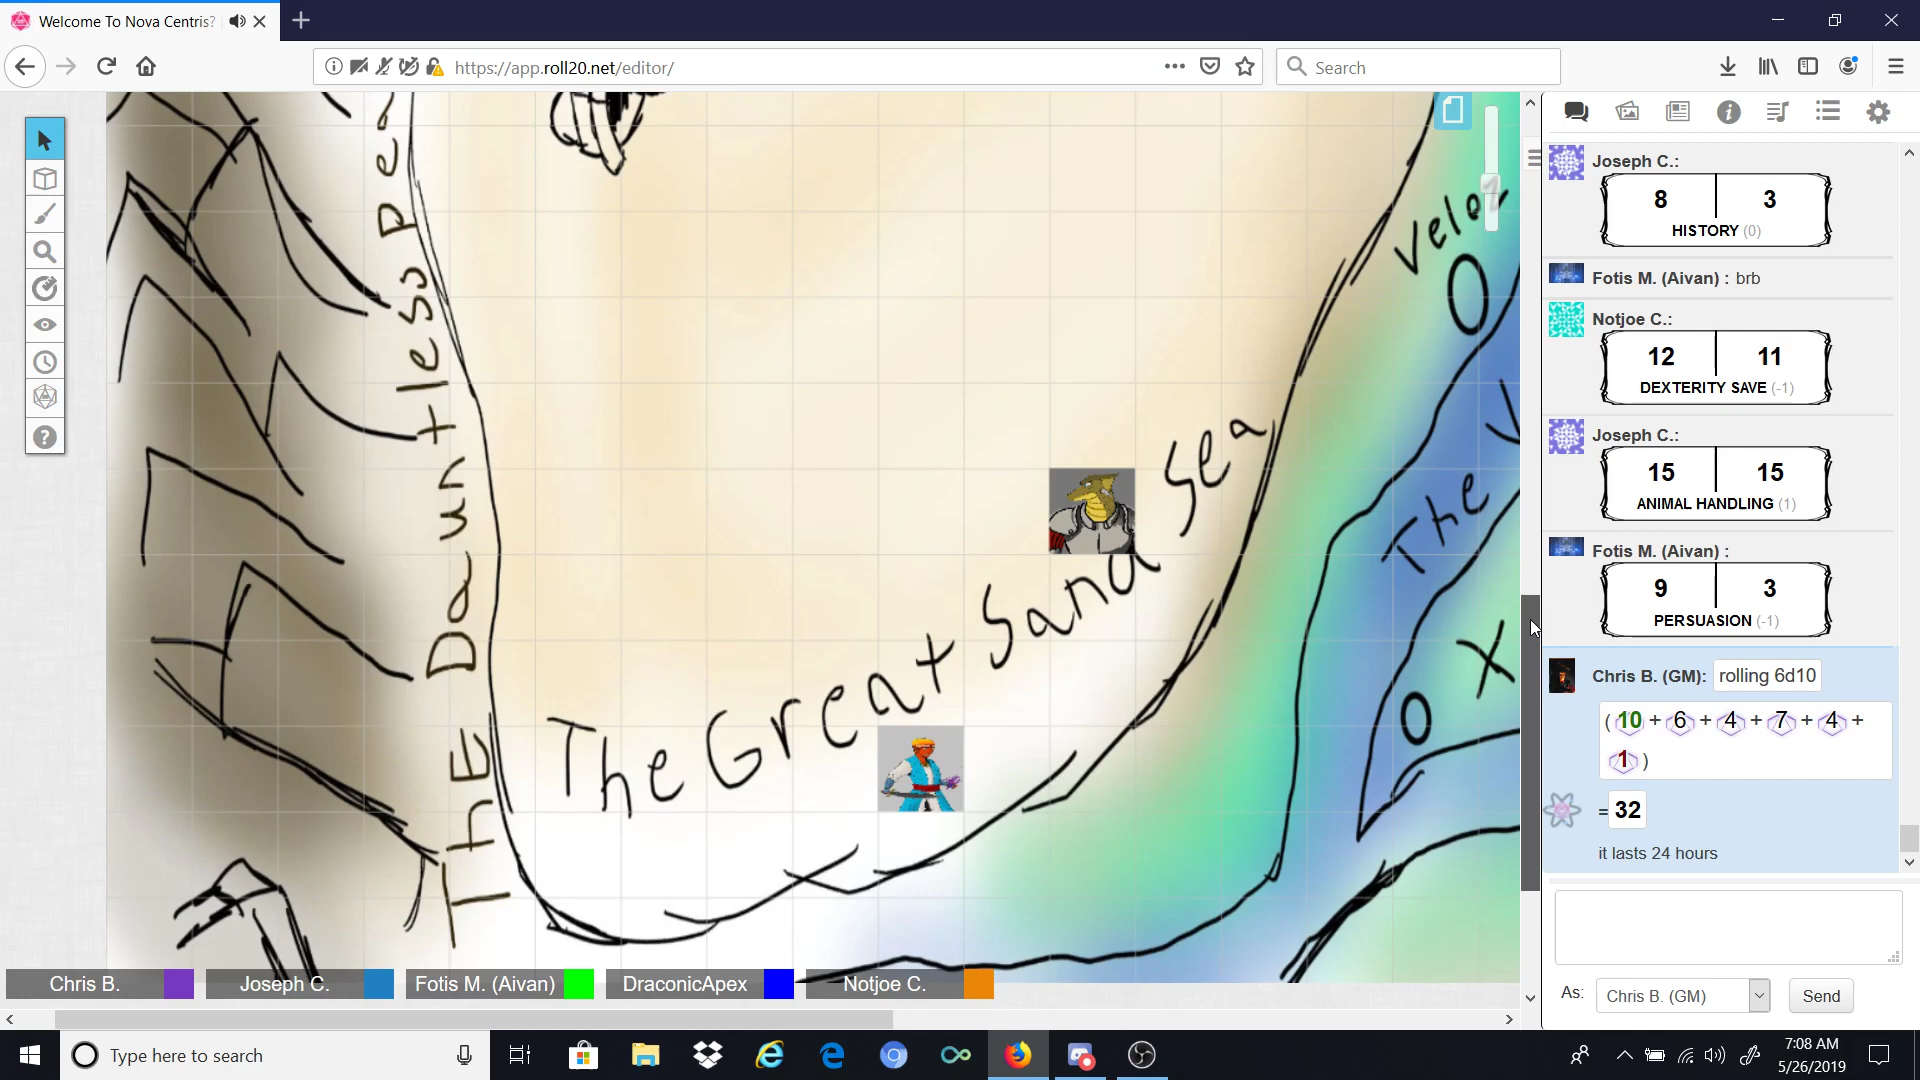 Welcome To Nova Centris?
https://app.roll20.net/editor/
Search
The Dauntless Pea
The Great Sand Sea
The
O
O
X
Joseph C.:
8 3
HISTORY (0)
Fotis M. (Aivan) : brb
Notjoe C.:
12 11
DEXTERITY SAVE (-1)
Joseph C.:
15 15
ANIMAL HANDLING (1)
Fotis M. (Aivan) :
9 3
PERSUASION (-1)
Chris B. (GM): rolling 6d10
(10+6+4+7+4+
1)
=32
it lasts 24 hours
As: Chris B. (GM) Send
Chris B. Joseph C. Fotis M. (Aivan) DraconicApex Notjoe C.
Type here to search
7:08 AM
5/26/2019